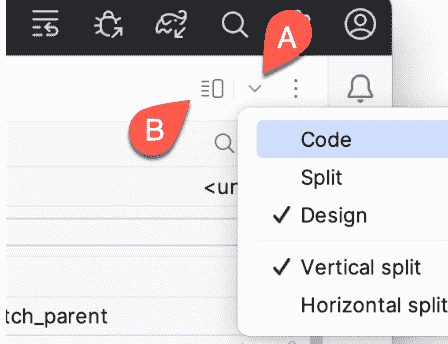 A
B
Code
<ur
Split
✓ Design
✓ Vertical split
Horizontal split
tch_parent